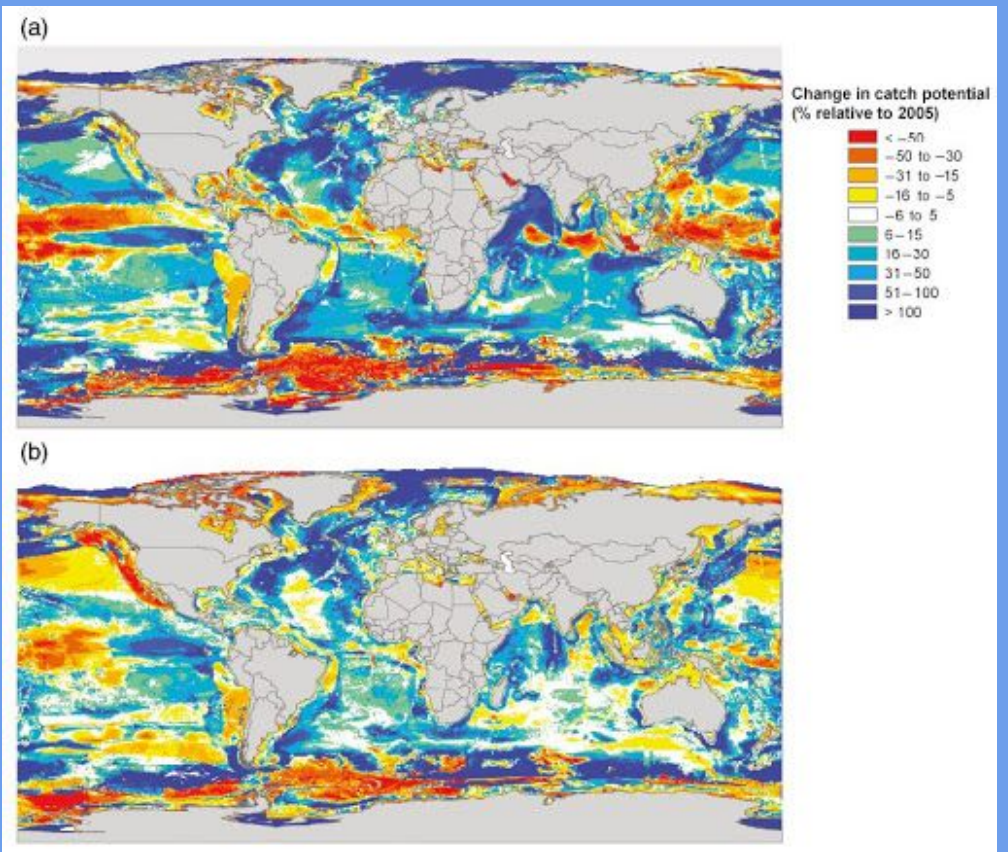 (a)
Change in catch potential
(% relative to 2005)
< −50
−50 to −30
−31 to −15
−16 to −5
−6 to 5
6−15
16−30
31−50
51−100
> 100
(b)